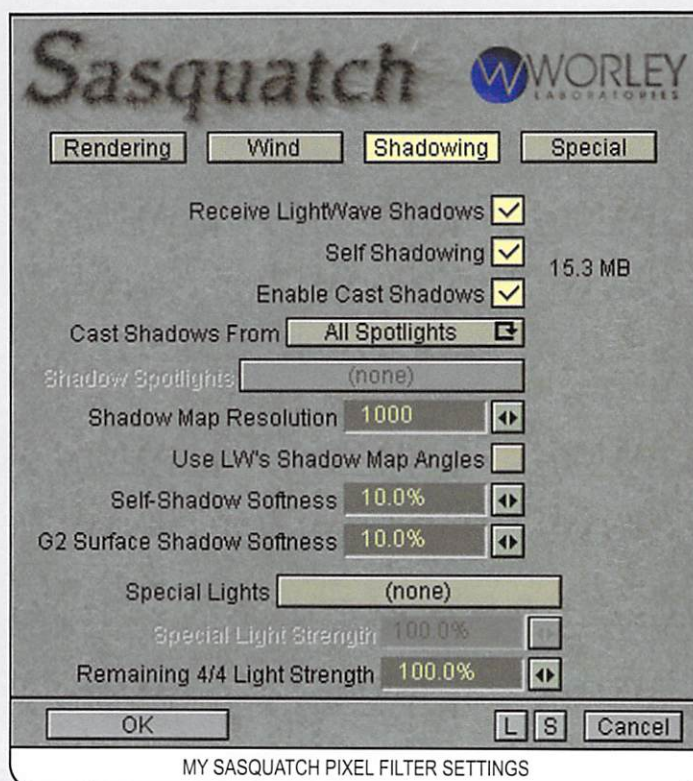 Sasquatch
WORLEY
LABORATORIES
Rendering Wind Shadowing Special
Receive LightWave Shadows
Self Shadowing
15.3 MB
Enable Cast Shadows
Cast Shadows From All Spotlights
Shadow Spotlights (none)
Shadow Map Resolution 1000
Use LW's Shadow Map Angles
Self-Shadow Softness 10.0%
G2 Surface Shadow Softness 10.0%
Special Lights (none)
Special Light Strength 100.0%
Remaining 4/4 Light Strength 100.0%
OK L S Cancel
MY SASQUATCH PIXEL FILTER SETTINGS